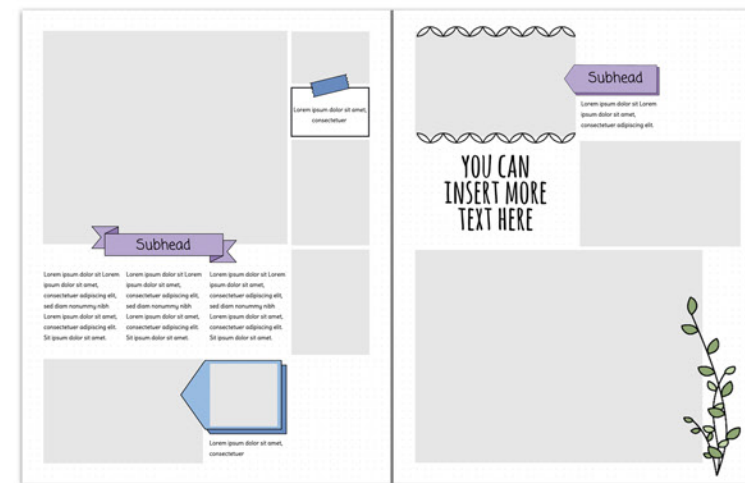 Lorem ipsum dolor sit amet,
consectetuer
Subhead
Lorem ipsum dolor sit Lorem
ipsum dolor sit amet,
consectetuer adipiscing elit,
sed diam nonummy nibh
Lorem ipsum dolor sit amet,
consectetuer adipiscing elit.
Sit ipsum dolor sit amet.
Lorem ipsum dolor sit Lorem
ipsum dolor sit amet,
consectetuer adipiscing elit,
sed diam nonummy nibh
Lorem ipsum dolor sit amet,
consectetuer adipiscing elit.
Sit ipsum dolor sit amet.
Lorem ipsum dolor sit Lorem
ipsum dolor sit amet,
consectetuer adipiscing elit,
sed diam nonummy nibh
Lorem ipsum dolor sit amet,
consectetuer adipiscing elit.
Sit ipsum dolor sit amet.
Lorem ipsum dolor sit amet,
consectetuer
Subhead
Lorem ipsum dolor sit Lorem
ipsum dolor sit amet,
consectetuer adipiscing elit.
YOU CAN
INSERT MORE
TEXT HERE